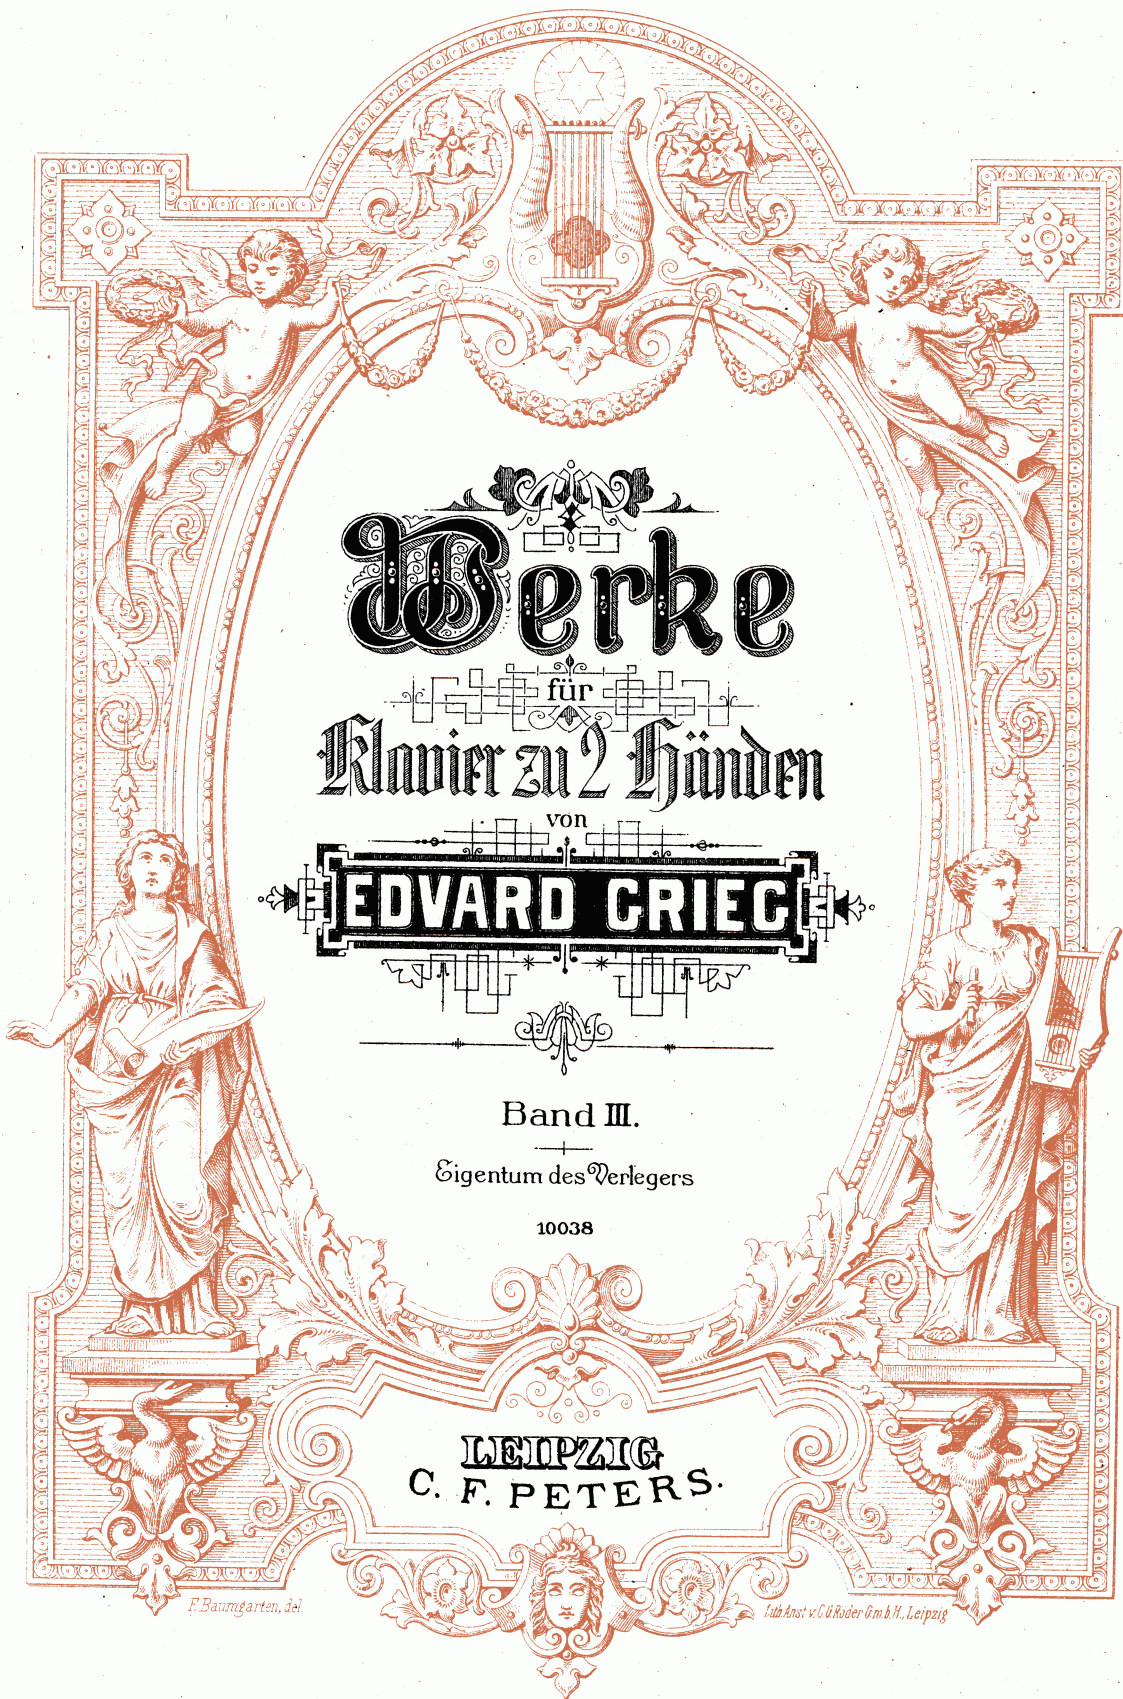 Werke
für
Klavier zu 2 Händen
von
EDVARD GRIEG
Band III.
Eigentum des Verlegers
10038
LEIPZIG
C. F. PETERS.
F. Baumgarten, del.
Lith. Anst. v. C. G. Röder G.m.b.H., Leipzig.